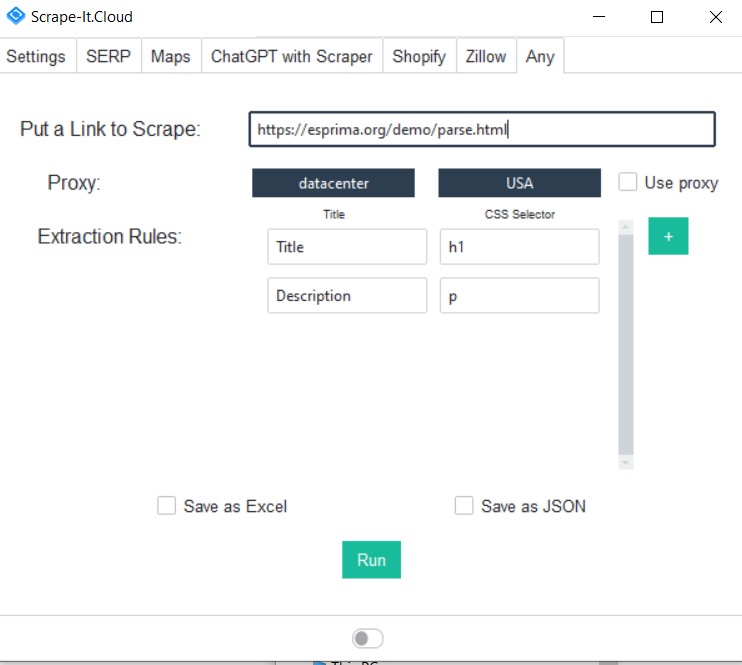 Scrape-It.Cloud
Settings SERP Maps ChatGPT with Scraper Shopify Zillow Any
Put a Link to Scrape: https://esprima.org/demo/parse.html
Proxy: datacenter USA Use proxy
Title CSS Selector
Extraction Rules: +
Title h1
Description p
Save as Excel Save as JSON
Run